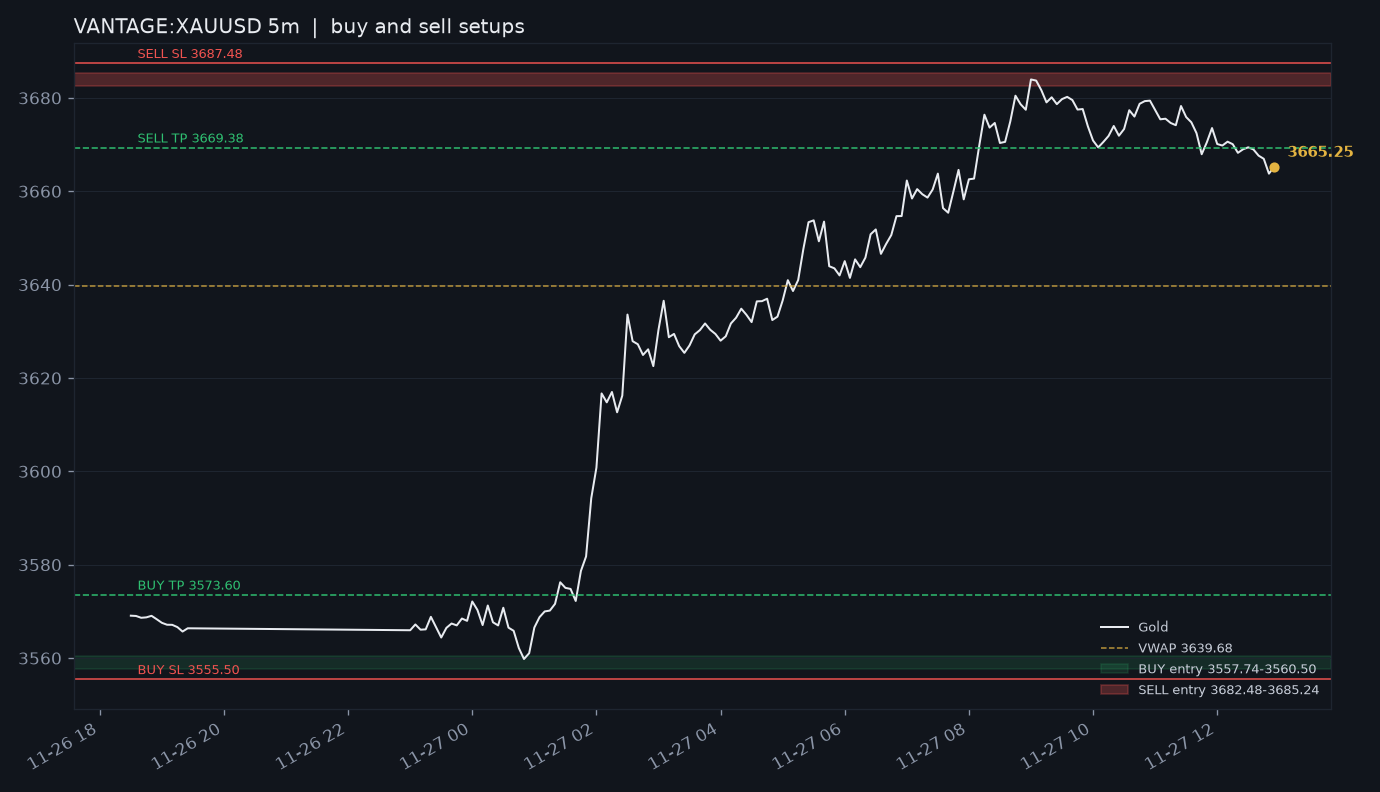 VANTAGE:XAUUSD 5m | buy and sell setups
SELL SL 3687.48
3680
SELL TP 3669.38
3665.25
3660
3640
3620
3600
3580
BUY TP 3573.60
3560
BUY SL 3555.50
Gold
VWAP 3639.68
BUY entry 3557.74-3560.50
SELL entry 3682.48-3685.24
11-26 18
11-26 20
11-26 22
11-27 00
11-27 02
11-27 04
11-27 06
11-27 08
11-27 10
11-27 12